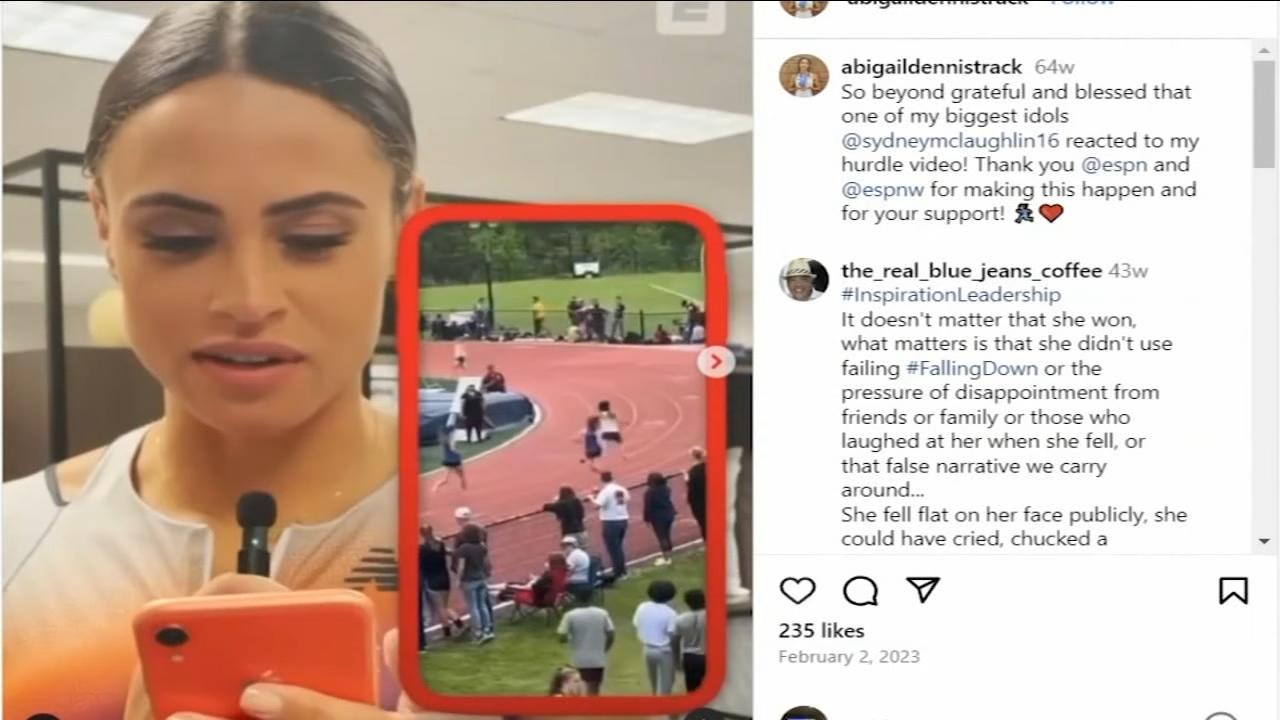 abigaildennistrack Follow
abigaildennistrack 64w
So beyond grateful and blessed that
one of my biggest idols
@sydneymclaughlin16 reacted to my
hurdle video! Thank you @espn and
@espnw for making this happen and
for your support! 🏃❤️
the_real_blue_jeans_coffee 43w
#InspirationLeadership
It doesn't matter that she won,
what matters is that she didn't use
failing #FallingDown or the
pressure of disappointment from
friends or family or those who
laughed at her when she fell, or
that false narrative we carry
around...
She fell flat on her face publicly, she
could have cried, chucked a
235 likes
February 2, 2023